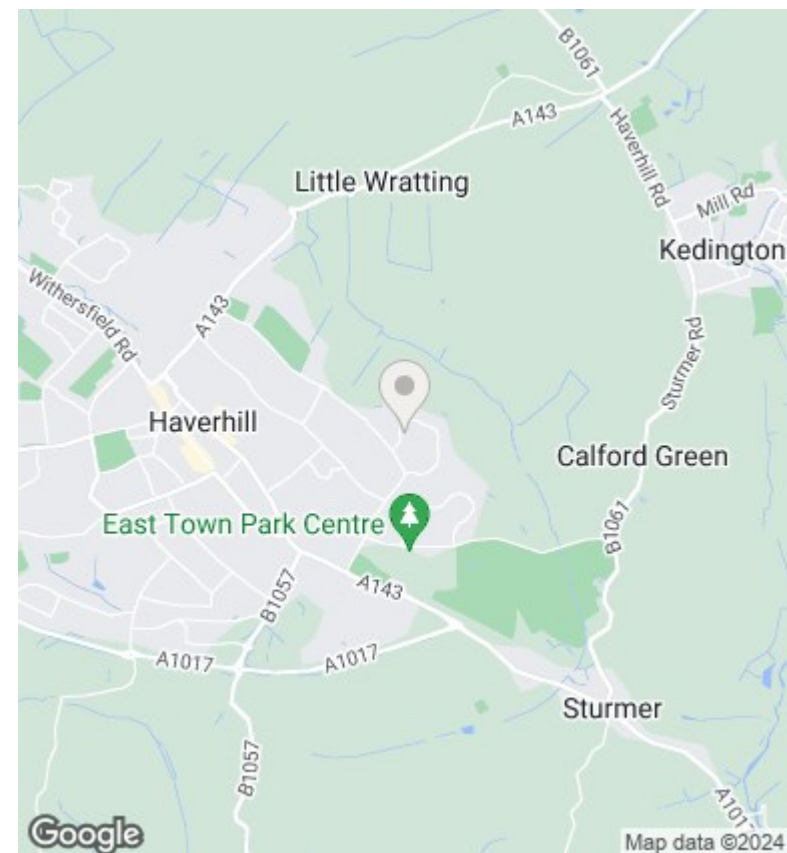 B1061
A143
Haverhill Rd
Little Wratting
Mill Rd
Kedington
Withersfield Rd
A143
Sturmer Rd
Haverhill
Calford Green
East Town Park Centre
B1061
B1057
A143
A1017
A1017
Sturmer
B1057
A1017
Google
Map data ©2024